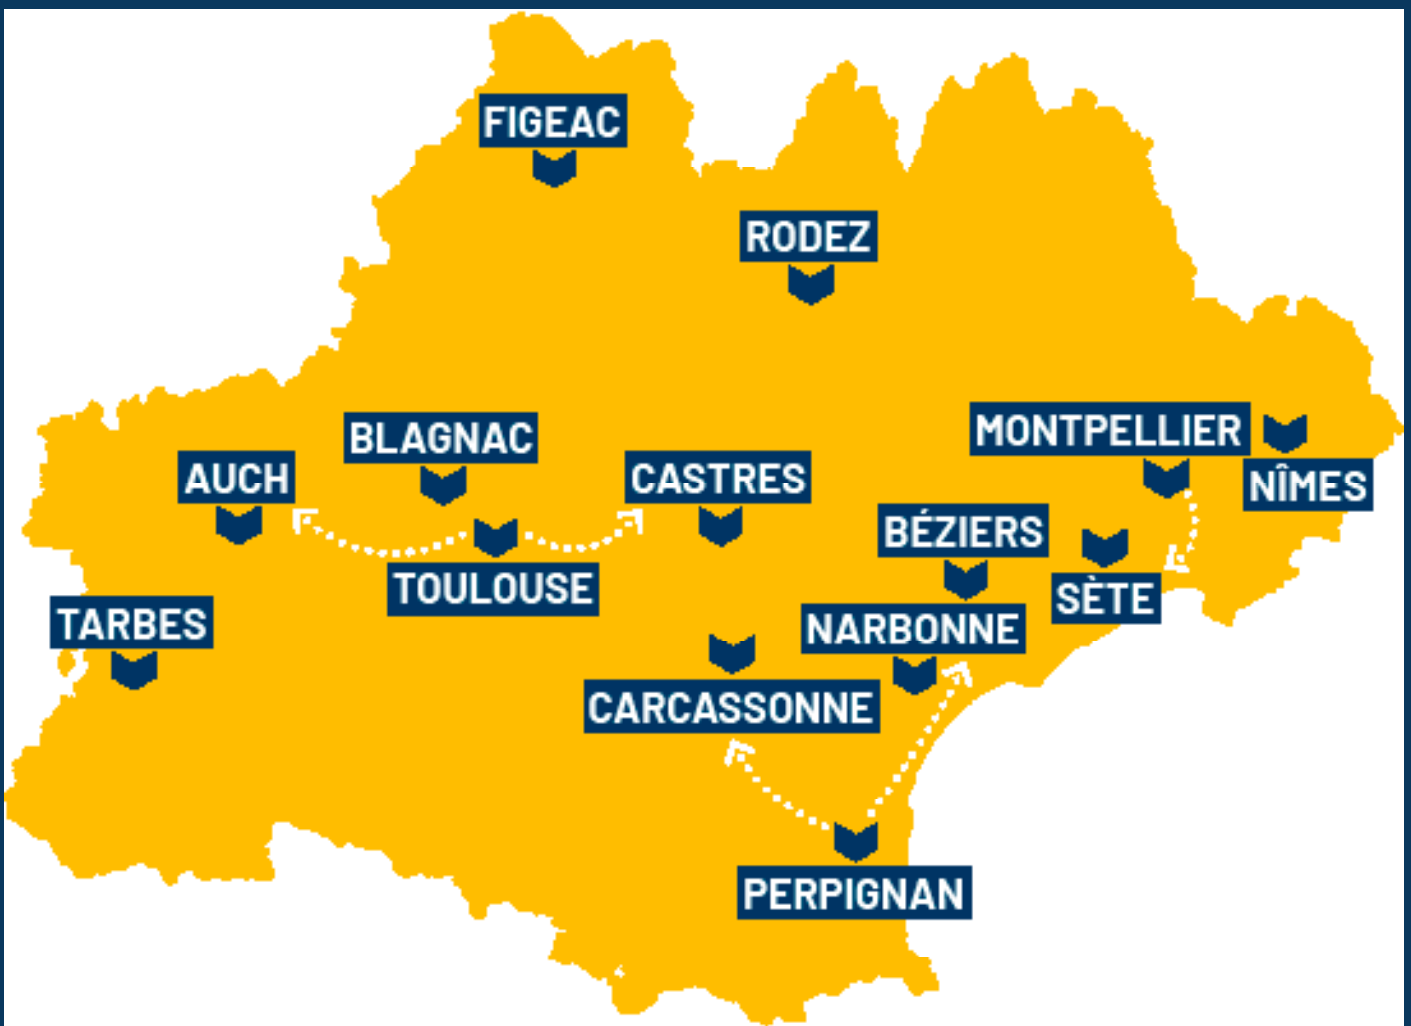 FIGEAC
RODEZ
MONTPELLIER
BLAGNAC
AUCH
CASTRES
NÎMES
BÉZIERS
TOULOUSE
SÈTE
TARBES
NARBONNE
CARCASSONNE
PERPIGNAN